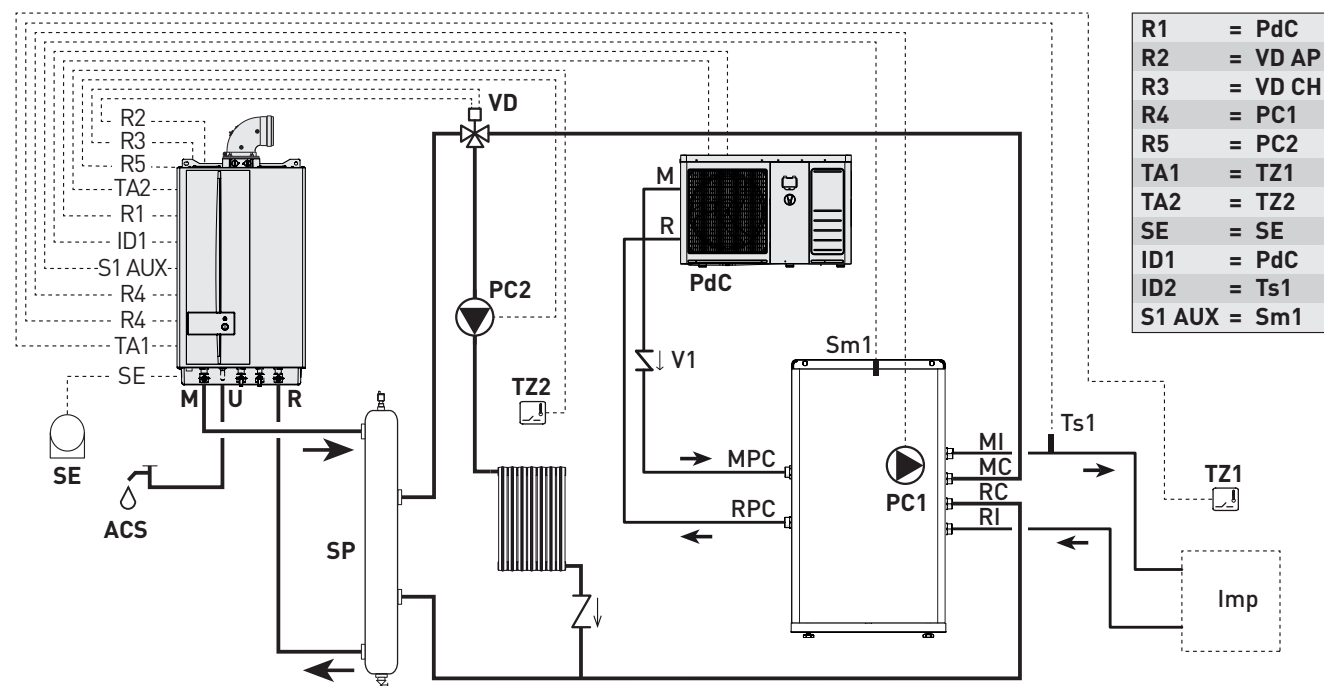 R1 = PdC
R2 = VD AP
R3 = VD CH
R4 = PC1
R5 = PC2
TA1 = TZ1
TA2 = TZ2
SE = SE
ID1 = PdC
ID2 = Ts1
S1 AUX = Sm1
VD
R2
R3
R5
TA2
R1
ID1
S1 AUX
R4
R4
TA1
SE
M U R
SE
ACS
SP
PC2
TZ2
M
R
PdC
V1
Sm1
MPC
RPC
PC1
MI
MC
RC
RI
Ts1
TZ1
Imp